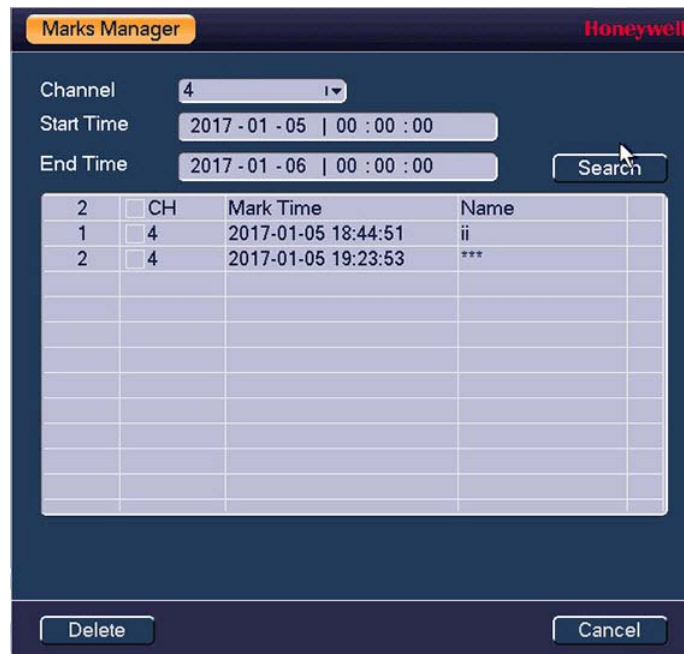 Marks Manager Honeywell
Channel 4
Start Time 2017 - 01 - 05 | 00 : 00 : 00
End Time 2017 - 01 - 06 | 00 : 00 : 00
Search
2 CH Mark Time Name
1 4 2017-01-05 18:44:51 ii
2 4 2017-01-05 19:23:53 ***
Delete Cancel